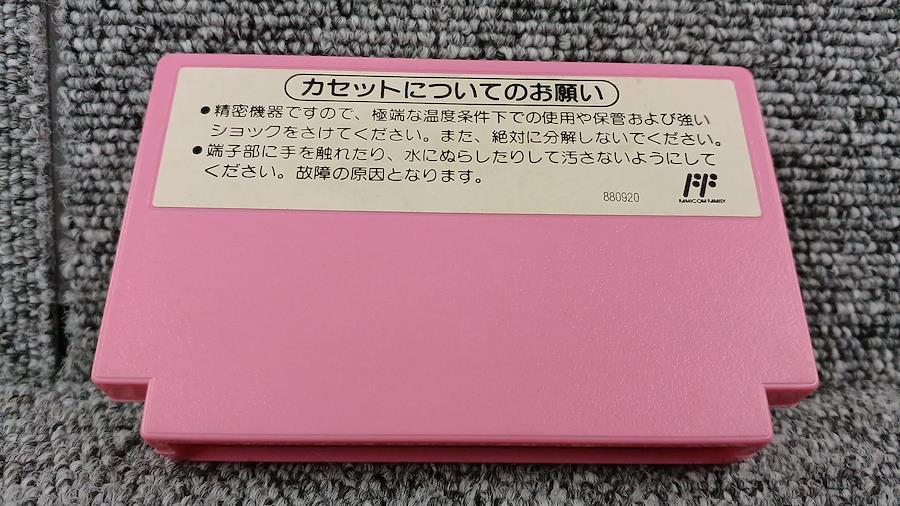 カセットについてのお願い
●精密機器ですので、極端な温度条件下での使用や保管および強い
ショックをさけてください。また、絶対に分解しないでください。
●端子部に手を触れたり、水にぬらしたりして汚さないようにして
ください。故障の原因となります。
880920
FAMICOM FAMILY